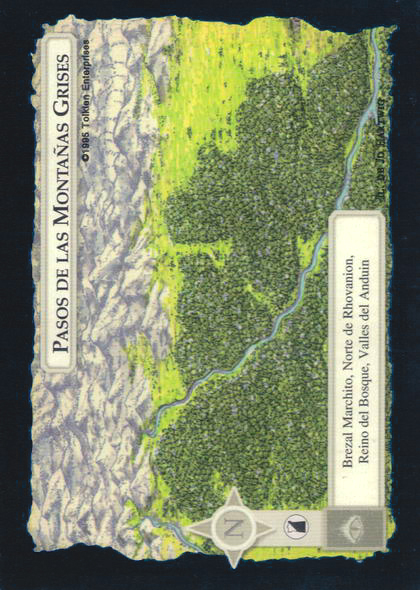 PASOS DE LAS MONTAÑAS GRISES
©1995 Tolkien Enterprises
N
Brezal Marchito, Norte de Rhovanion,
Reino del Bosque, Valles del Anduin